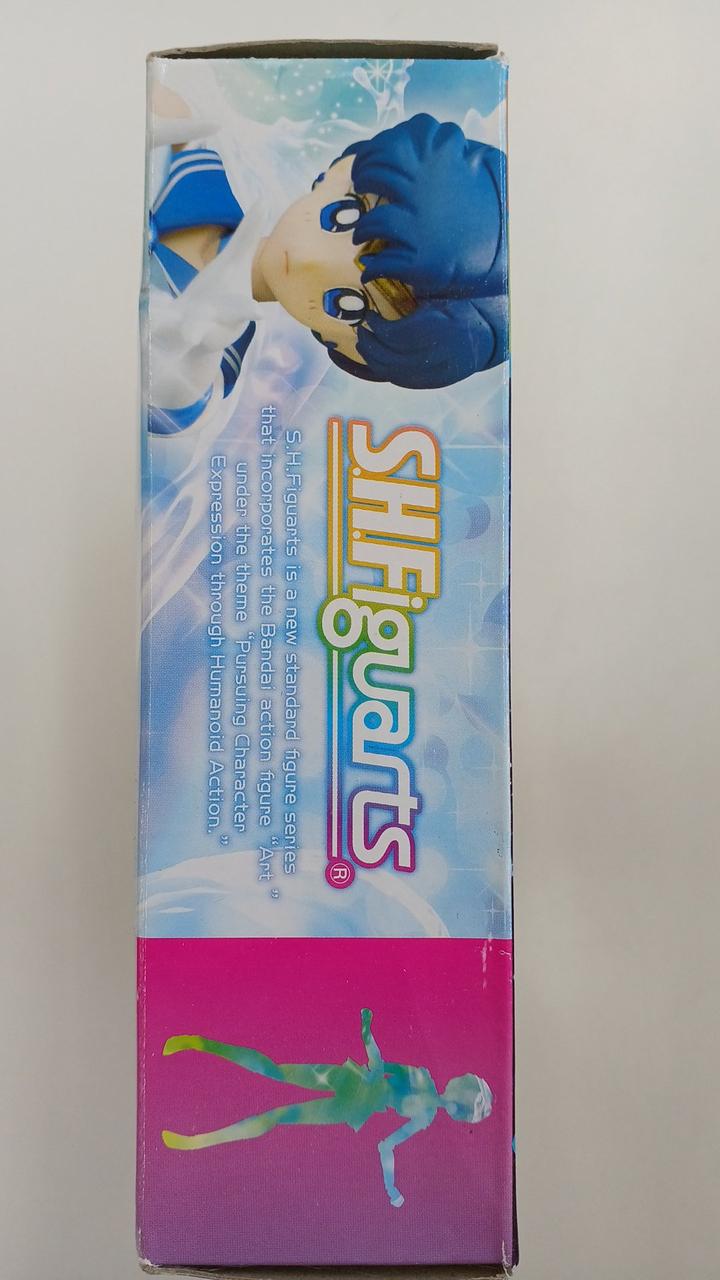 S.H.Figuarts®
S.H.Figuarts is a new standard figure series
that incorporates the Bandai action figure “Art”
under the theme “Pursuing Character
Expression through Humanoid Action.”